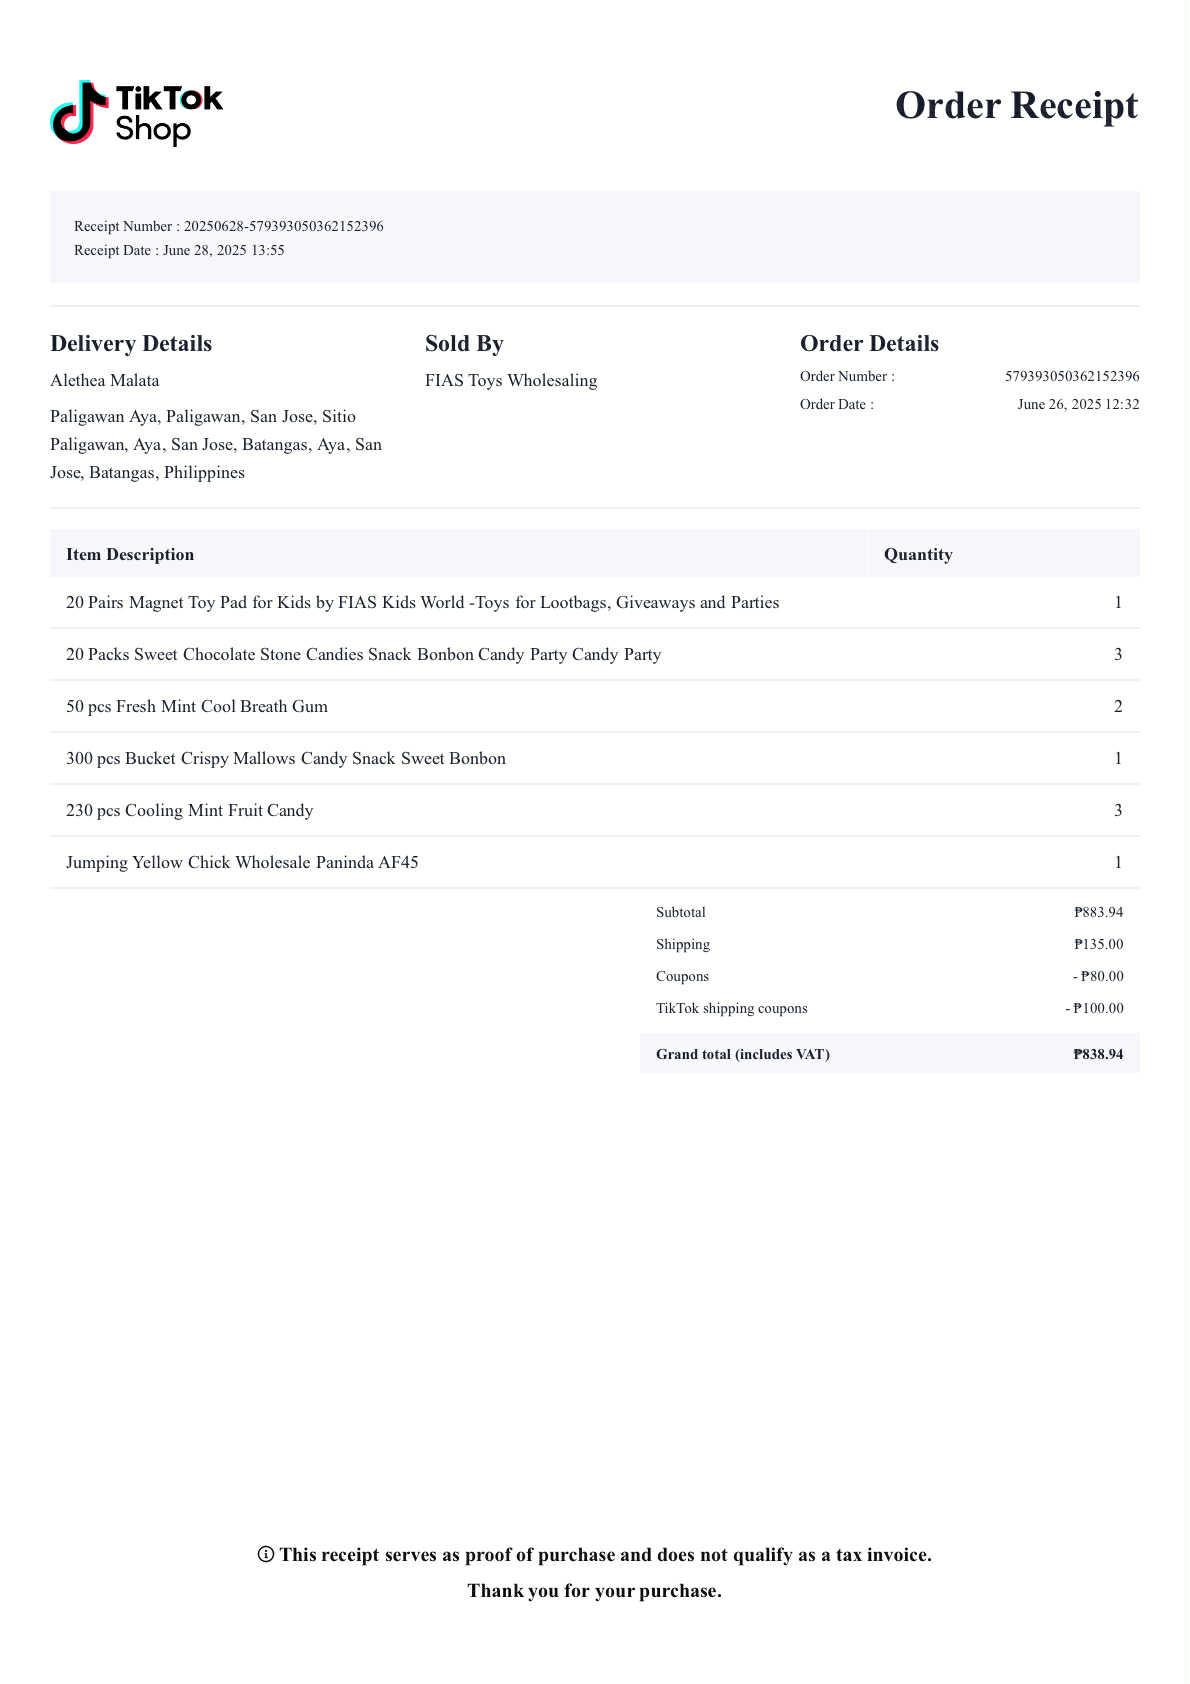 TikTok
Shop
Order Receipt
Receipt Number : 20250628-579393050362152396
Receipt Date : June 28, 2025 13:55
Delivery Details
Alethea Malata
Paligawan Aya, Paligawan, San Jose, Sitio
Paligawan, Aya, San Jose, Batangas, Aya, San
Jose, Batangas, Philippines
Sold By
FIAS Toys Wholesaling
Order Details
Order Number : 579393050362152396
Order Date : June 26, 2025 12:32
Item Description Quantity
20 Pairs Magnet Toy Pad for Kids by FIAS Kids World -Toys for Lootbags, Giveaways and Parties 1
20 Packs Sweet Chocolate Stone Candies Snack Bonbon Candy Party Candy Party 3
50 pcs Fresh Mint Cool Breath Gum 2
300 pcs Bucket Crispy Mallows Candy Snack Sweet Bonbon 1
230 pcs Cooling Mint Fruit Candy 3
Jumping Yellow Chick Wholesale Paninda AF45 1
Subtotal ₱883.94
Shipping ₱135.00
Coupons - ₱80.00
TikTok shipping coupons - ₱100.00
Grand total (includes VAT) ₱838.94
This receipt serves as proof of purchase and does not qualify as a tax invoice.
Thank you for your purchase.